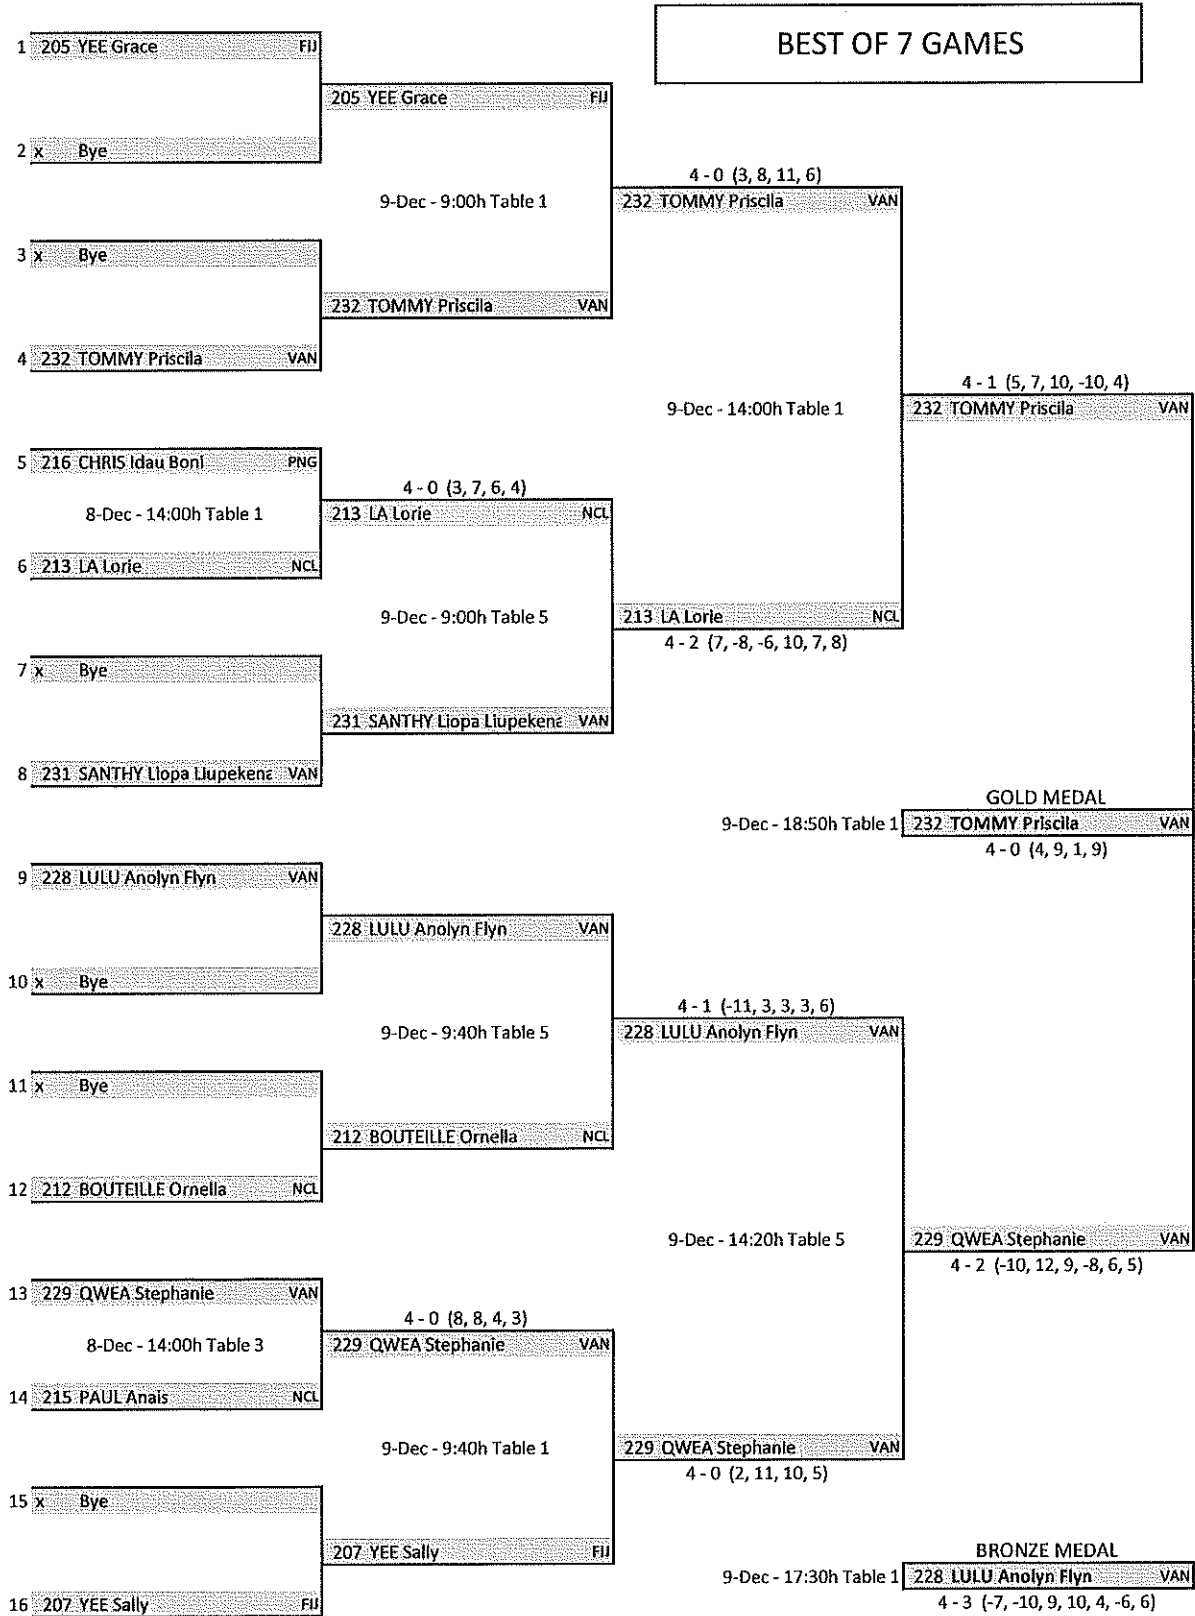 BEST OF 7 GAMES
1 205 YEE Grace FIJ
205 YEE Grace FIJ
2 x Bye
4 - 0 (3, 8, 11, 6)
9-Dec - 9:00h Table 1
232 TOMMY Priscila VAN
3 x Bye
232 TOMMY Priscila VAN
4 232 TOMMY Priscila VAN
4 - 1 (5, 7, 10, -10, 4)
9-Dec - 14:00h Table 1
232 TOMMY Priscila VAN
5 216 CHRIS Idau Boni PNG
4 - 0 (3, 7, 6, 4)
8-Dec - 14:00h Table 1
213 LA Lorie NCL
6 213 LA Lorie NCL
9-Dec - 9:00h Table 5
213 LA Lorie NCL
4 - 2 (7, -8, -6, 10, 7, 8)
7 x Bye
231 SANTHY Liopa Liupekena VAN
8 231 SANTHY Liopa Liupekena VAN
GOLD MEDAL
9-Dec - 18:50h Table 1
232 TOMMY Priscila VAN
4 - 0 (4, 9, 1, 9)
9 228 LULU Anolyn Flyn VAN
228 LULU Anolyn Flyn VAN
10 x Bye
4 - 1 (-11, 3, 3, 3, 6)
9-Dec - 9:40h Table 5
228 LULU Anolyn Flyn VAN
11 x Bye
212 BOUTEILLE Ornella NCL
12 212 BOUTEILLE Ornella NCL
9-Dec - 14:20h Table 5
229 QWEA Stephanie VAN
4 - 2 (-10, 12, 9, -8, 6, 5)
13 229 QWEA Stephanie VAN
4 - 0 (8, 8, 4, 3)
8-Dec - 14:00h Table 3
229 QWEA Stephanie VAN
14 215 PAUL Anais NCL
9-Dec - 9:40h Table 1
229 QWEA Stephanie VAN
4 - 0 (2, 11, 10, 5)
15 x Bye
207 YEE Sally FIJ
BRONZE MEDAL
9-Dec - 17:30h Table 1
228 LULU Anolyn Flyn VAN
16 207 YEE Sally FIJ
4 - 3 (-7, -10, 9, 10, 4, -6, 6)